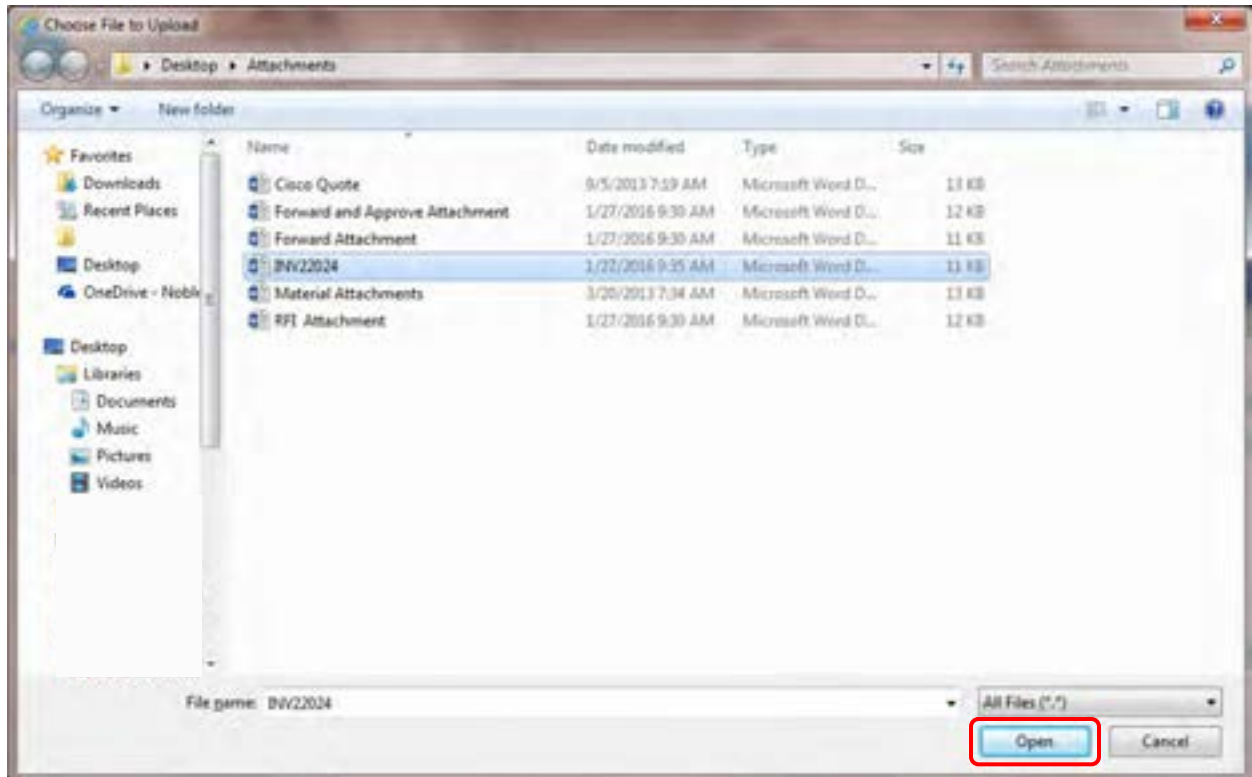 Choose File to Upload
Desktop Attachments
Search Attachments
Organize New folder
Name Date modified Type Size
Favorites
Downloads
Recent Places
Desktop
OneDrive - Noble
Desktop
Libraries
Documents
Music
Pictures
Videos
Cisco Quote 9/5/2013 7:19 AM Microsoft Word D... 13 KB
Forward and Approve Attachment 1/27/2016 9:30 AM Microsoft Word D... 12 KB
Forward Attachment 1/27/2016 9:30 AM Microsoft Word D... 11 KB
INV22024 1/22/2016 9:35 AM Microsoft Word D... 11 KB
Material Attachments 3/20/2013 7:34 AM Microsoft Word D... 13 KB
RFI Attachment 1/27/2016 9:30 AM Microsoft Word D... 12 KB
File name: INV22024
All Files (*.*)
Open Cancel